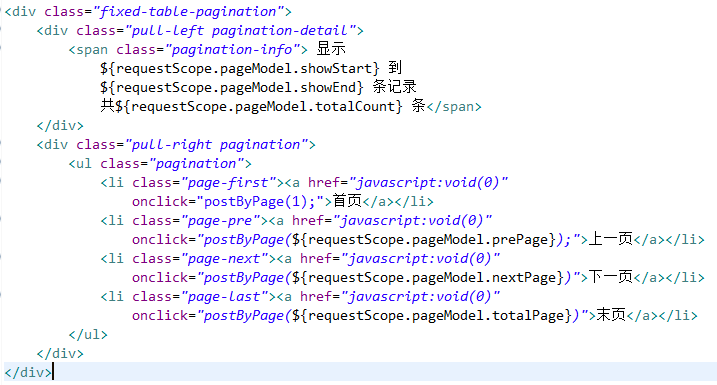 <div class="fixed-table-pagination">
<div class="pull-left pagination-detail">
<span class="pagination-info"> 显示
${requestScope.pageModel.showStart} 到
${requestScope.pageModel.showEnd} 条记录
共${requestScope.pageModel.totalCount} 条</span>
</div>
<div class="pull-right pagination">
<ul class="pagination">
<li class="page-first"><a href="javascript:void(0)"
onclick="postByPage(1);">首页</a></li>
<li class="page-pre"><a href="javascript:void(0)"
onclick="postByPage(${requestScope.pageModel.prePage});">上一页</a></li>
<li class="page-next"><a href="javascript:void(0)"
onclick="postByPage(${requestScope.pageModel.nextPage})">下一页</a></li>
<li class="page-last"><a href="javascript:void(0)"
onclick="postByPage(${requestScope.pageModel.totalPage})">末页</a></li>
</ul>
</div>
</div>